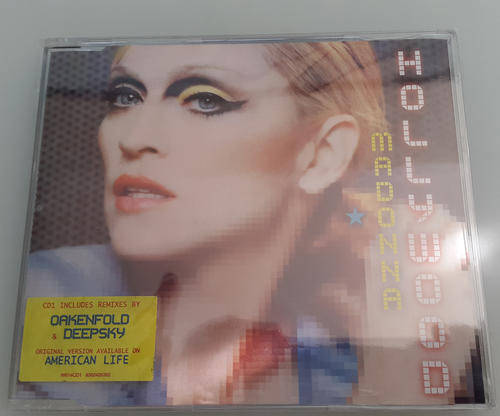 HOLLYWOOD
MADONNA
CD1 INCLUDES REMIXES BY
OAKENFOLD
& DEEPSKY
ORIGINAL VERSION AVAILABLE ON
AMERICAN LIFE